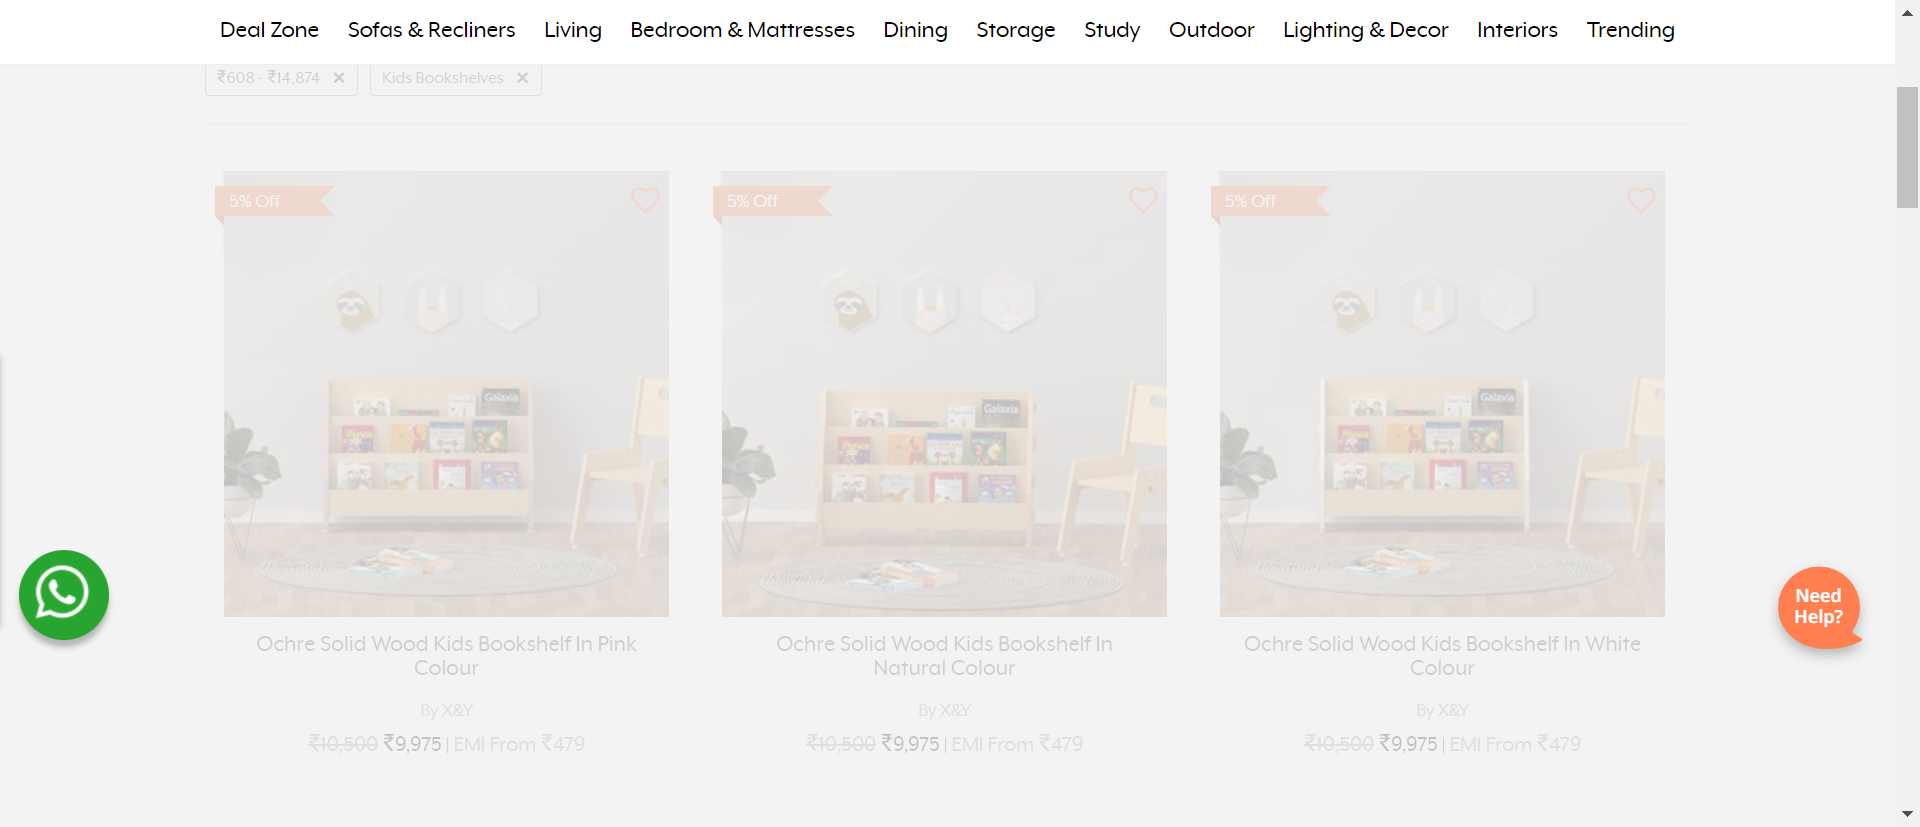 Deal Zone Sofas & Recliners Living Bedroom & Mattresses Dining Storage Study Outdoor Lighting & Decor Interiors Trending
₹608 - ₹14,874 ✕ Kids Bookshelves ✕
5% Off 5% Off 5% Off
Galaxia Galaxia Galaxia
Need
Help?
Ochre Solid Wood Kids Bookshelf In Pink
Colour
By X&Y
₹10,500 ₹9,975 | EMI From ₹479
Ochre Solid Wood Kids Bookshelf In
Natural Colour
By X&Y
₹10,500 ₹9,975 | EMI From ₹479
Ochre Solid Wood Kids Bookshelf In White
Colour
By X&Y
₹10,500 ₹9,975 | EMI From ₹479